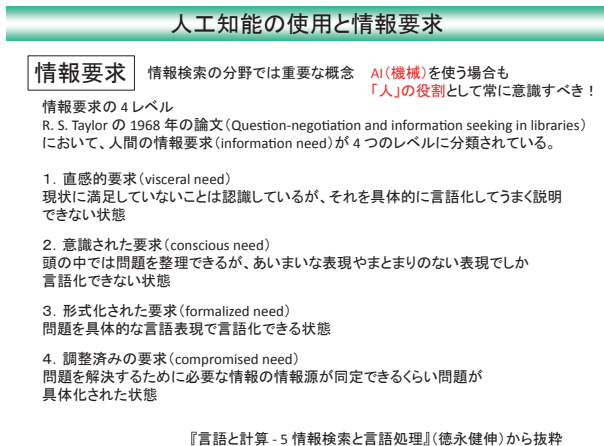 人工知能の使用と情報要求
情報要求 情報検索の分野では重要な概念 AI(機械)を使う場合も
「人」の役割として常に意識すべき!
情報要求の4レベル
R. S. Taylor の 1968 年の論文(Question-negotiation and information seeking in libraries)
において、人間の情報要求(information need)が 4 つのレベルに分類されている。
1. 直感的要求(visceral need)
現状に満足していないことは認識しているが、それを具体的に言語化してうまく説明
できない状態
2. 意識された要求(conscious need)
頭の中では問題を整理できるが、あいまいな表現やまとまりのない表現でしか
言語化できない状態
3. 形式化された要求(formalized need)
問題を具体的な言語表現で言語化できる状態
4. 調整済みの要求(compromised need)
問題を解決するために必要な情報の情報源が同定できるくらい問題が
具体化された状態
『言語と計算 - 5 情報検索と言語処理』(徳永健伸)から抜粋